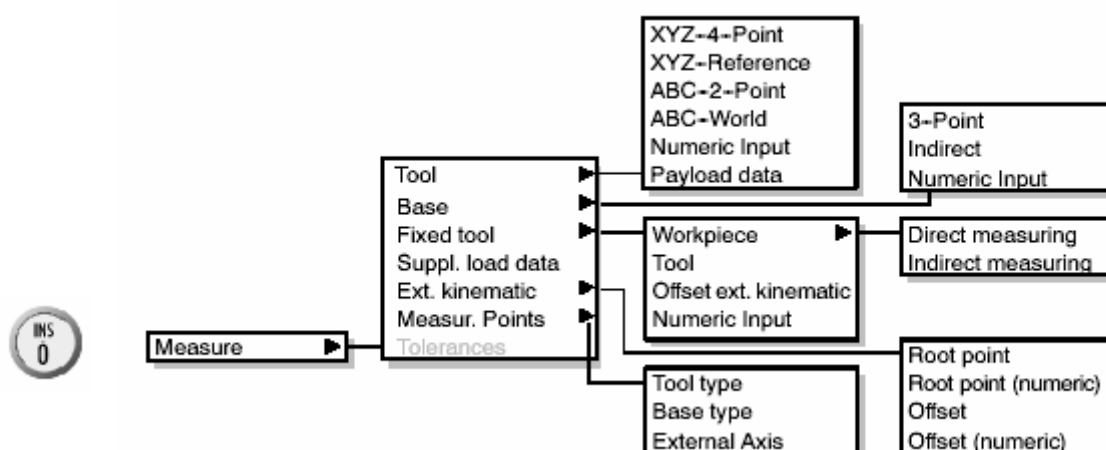 XYZ-4-Point
XYZ-Reference
ABC-2-Point
ABC-World
Numeric Input
Payload data
3-Point
Indirect
Numeric Input
Tool
Base
Fixed tool
Suppl. load data
Ext. kinematic
Measur. Points
Tolerances
Workpiece
Tool
Offset ext. kinematic
Numeric Input
Direct measuring
Indirect measuring
INS
0
Measure
Tool type
Base type
External Axis
Root point
Root point (numeric)
Offset
Offset (numeric)